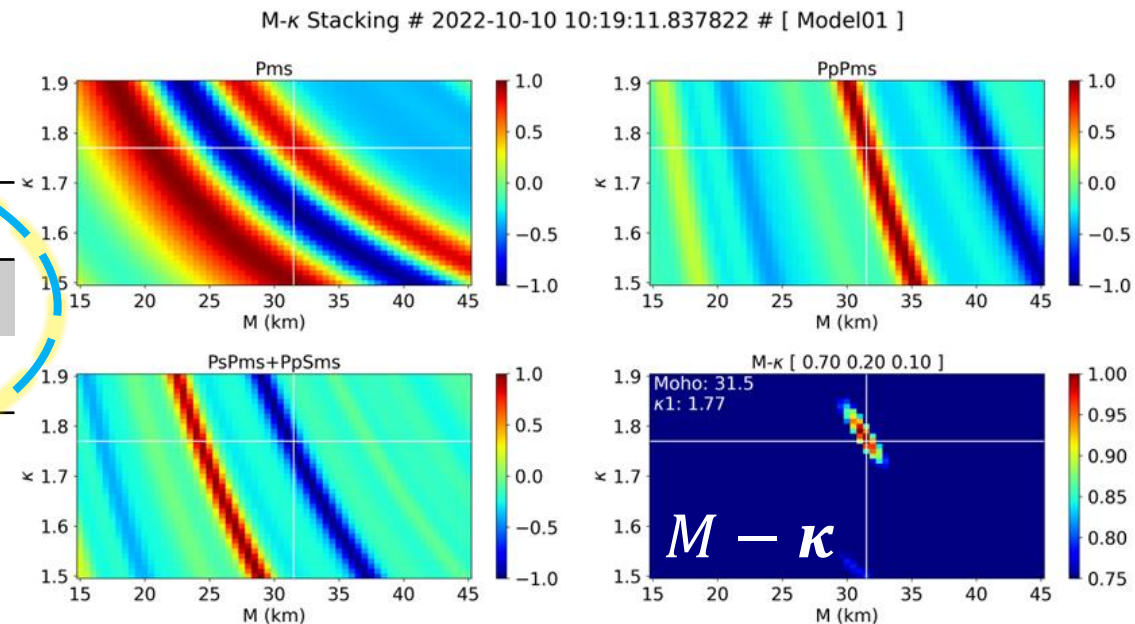 M-κ Stacking # 2022-10-10 10:19:11.837822 # [ Model01 ]
Pms
1.9
1.8
1.7
1.6
1.5
κ
15 20 25 30 35 40 45
M (km)
1.0
0.5
0.0
−0.5
−1.0
PpPms
1.9
1.8
1.7
1.6
1.5
κ
15 20 25 30 35 40 45
M (km)
1.0
0.5
0.0
−0.5
−1.0
PsPms+PpSms
1.9
1.8
1.7
1.6
1.5
κ
15 20 25 30 35 40 45
M (km)
1.0
0.5
0.0
−0.5
−1.0
M-κ [ 0.70 0.20 0.10 ]
Moho: 31.5
κ1: 1.77
M − κ
1.9
1.8
1.7
1.6
1.5
κ
15 20 25 30 35 40 45
M (km)
1.00
0.95
0.90
0.85
0.80
0.75